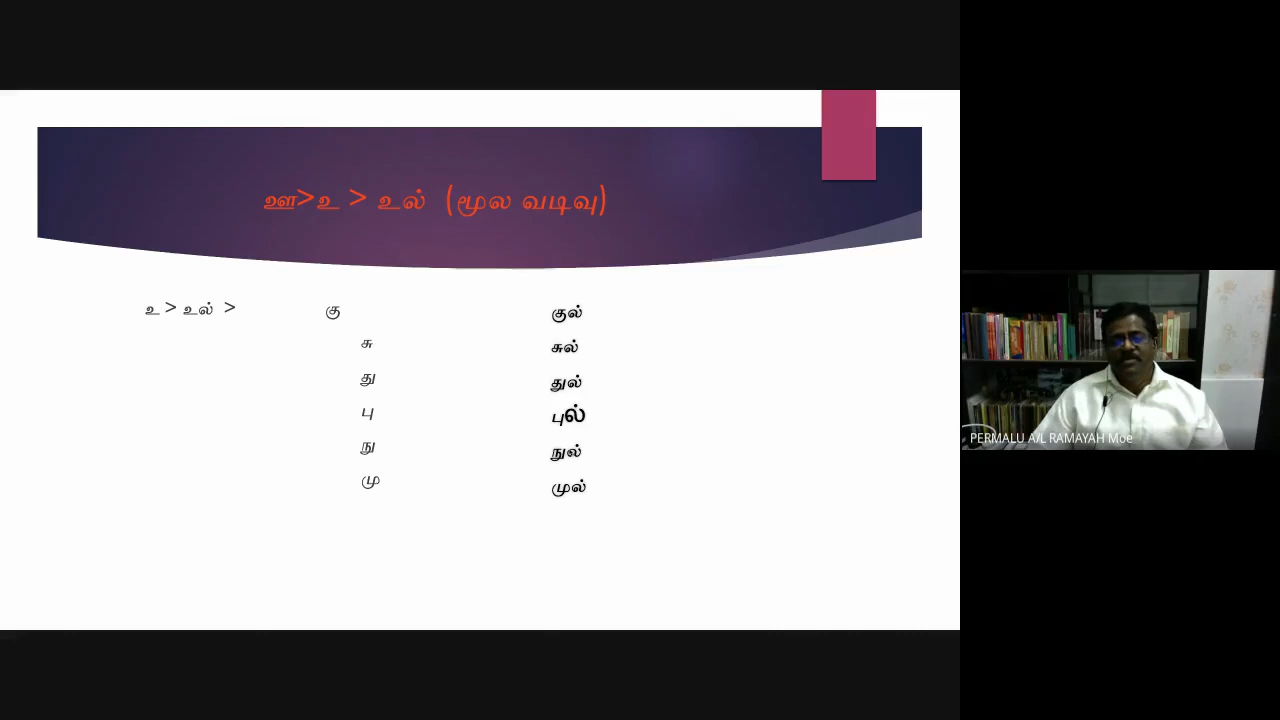 ஊ>உ > உல் (மூல வடிவு)
உ > உல் > கு குல்
சு சுல்
து துல்
பு புல்
நு நுல்
மு முல்
PERMALU A/L RAMAYAH Moe